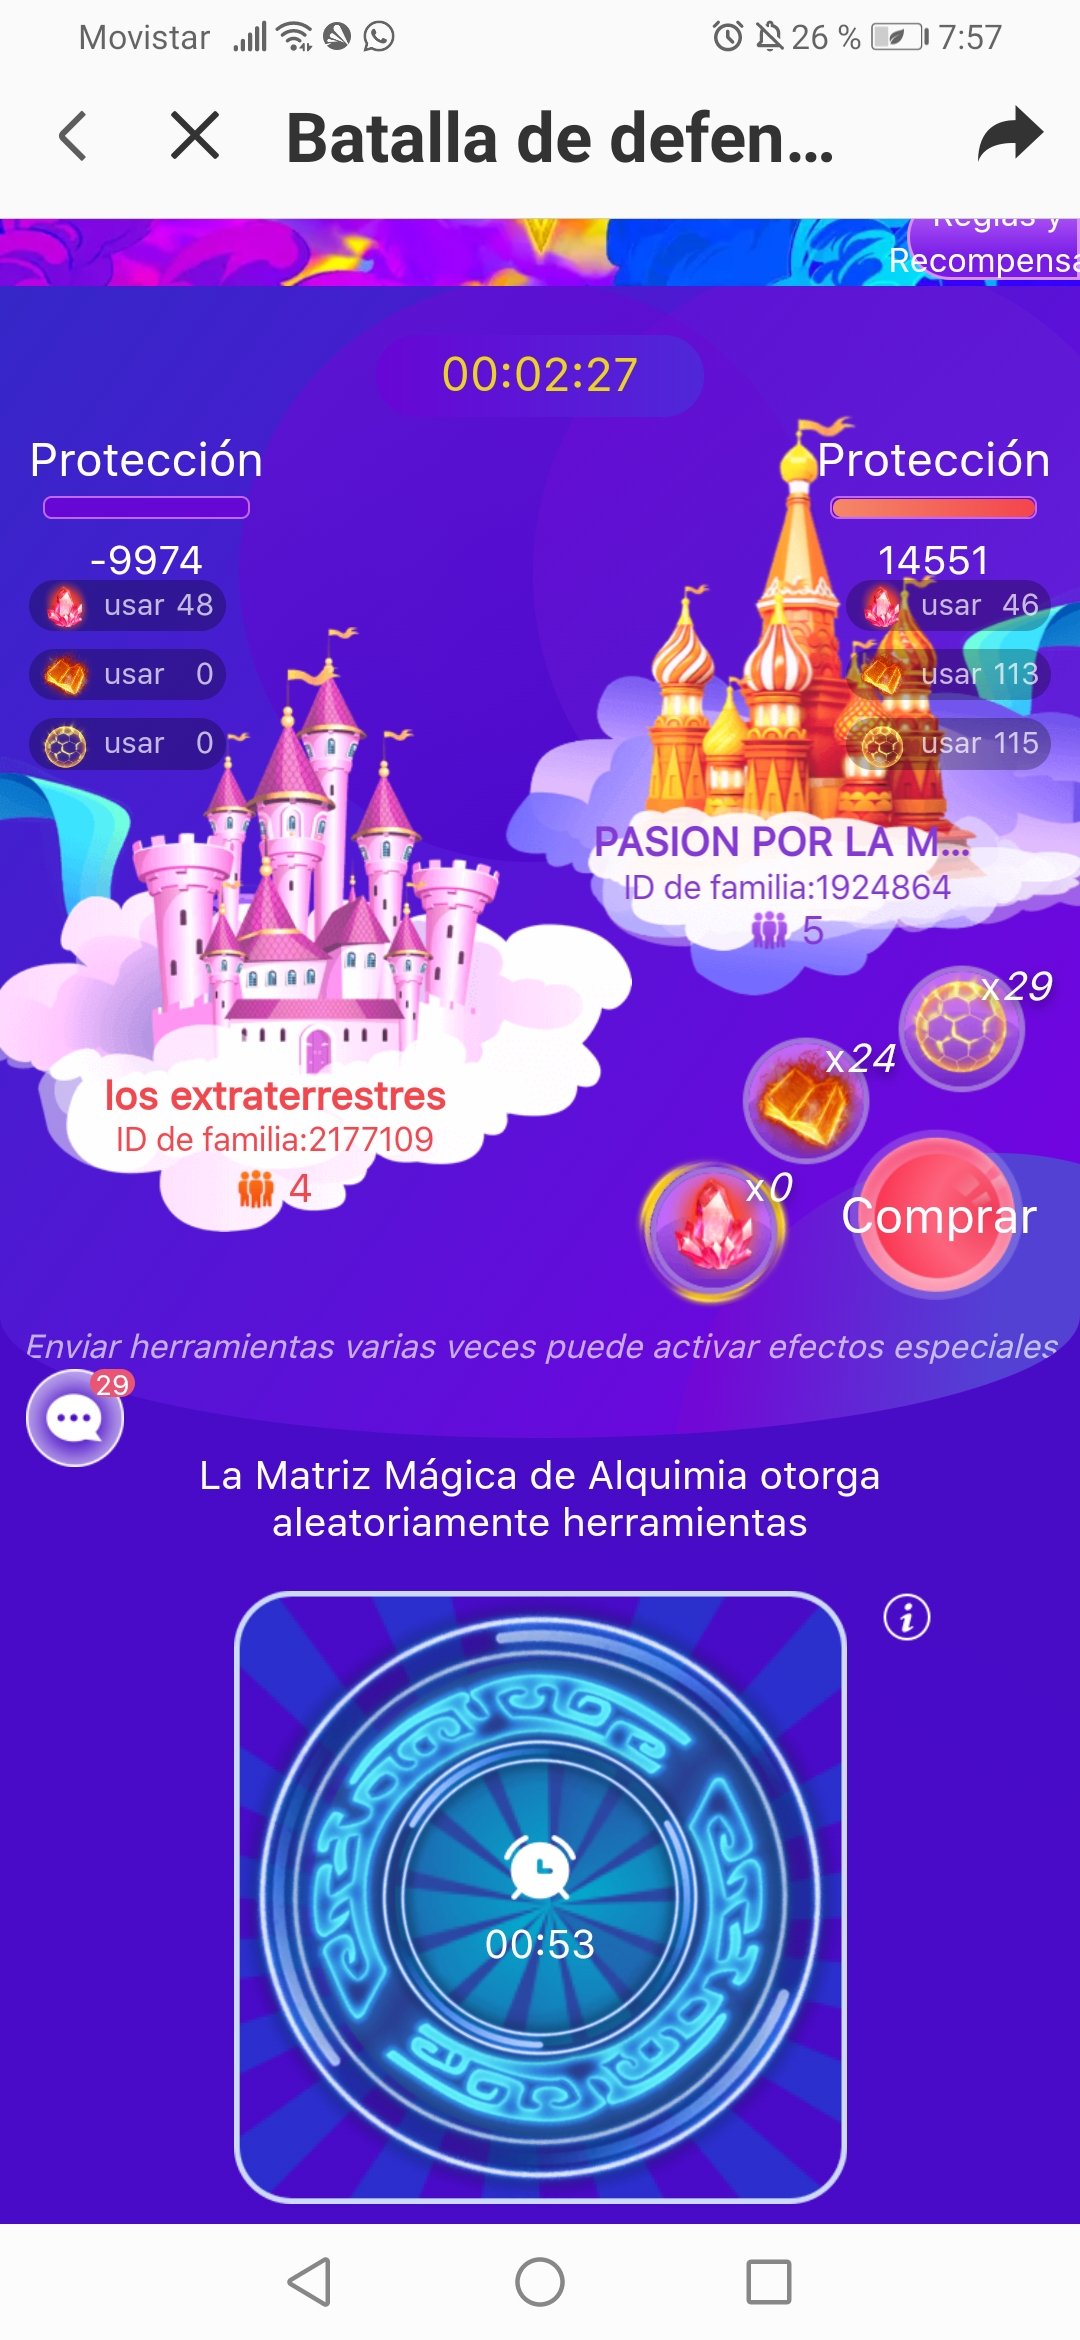 Movistar 26 % 7:57
Batalla de defen...
Reglas y
Recompensa
00:02:27
Protección
Protección
-9974
14551
usar 48
usar 46
usar 0
usar 113
usar 0
usar 115
PASION POR LA M...
ID de familia:1924864
5
x29
x24
los extraterrestres
ID de familia:2177109
4
x0
Comprar
Enviar herramientas varias veces puede activar efectos especiales
29
La Matriz Mágica de Alquimia otorga
aleatoriamente herramientas
i
00:53